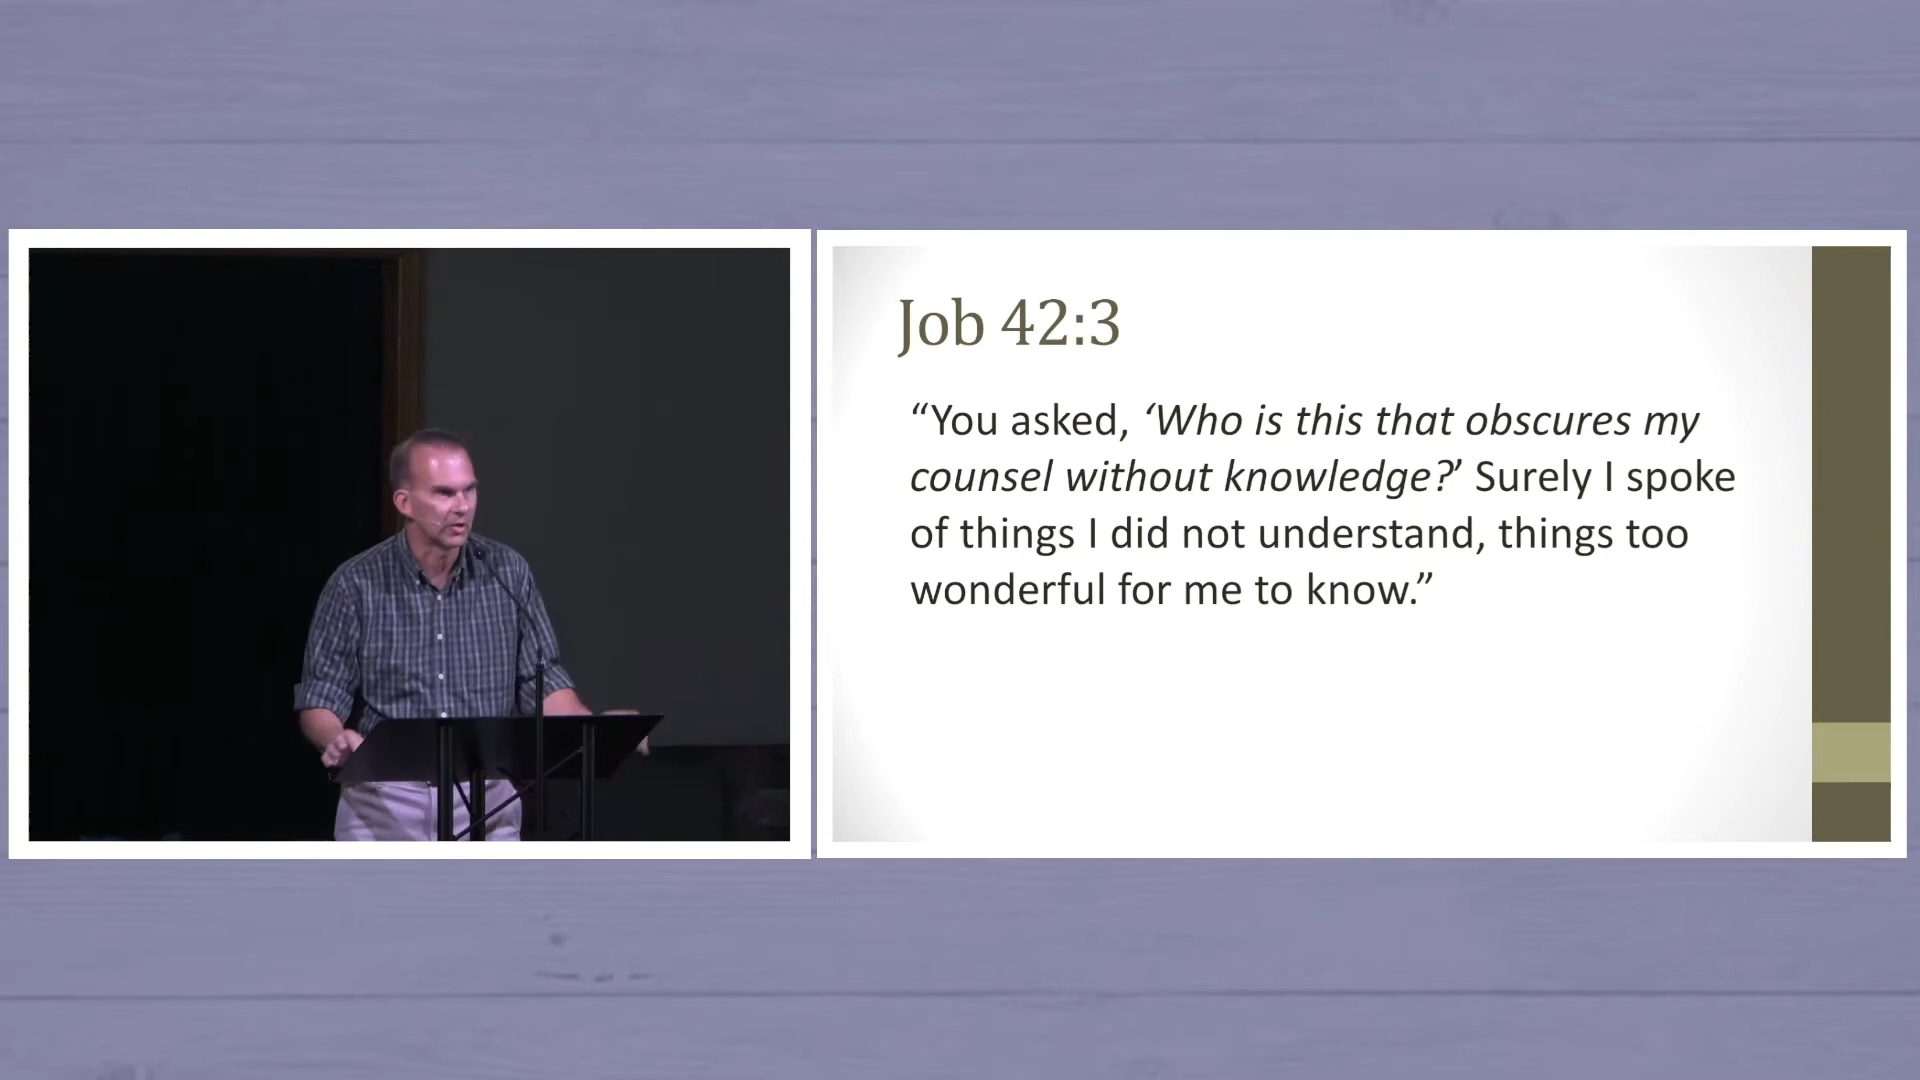 Job 42:3
“You asked, ‘Who is this that obscures my
counsel without knowledge?’ Surely I spoke
of things I did not understand, things too
wonderful for me to know.”